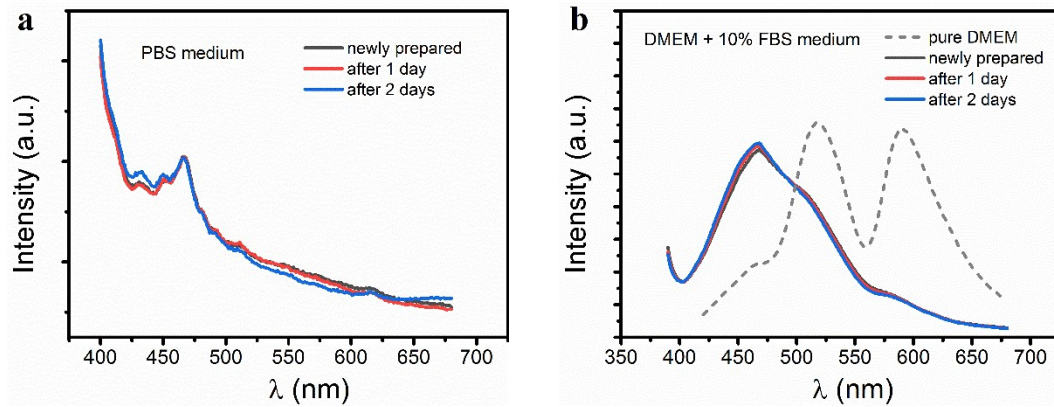 a
PBS medium
newly prepared
after 1 day
after 2 days
Intensity (a.u.)
400 450 500 550 600 650 700
λ (nm)
b
DMEM + 10% FBS medium
pure DMEM
newly prepared
after 1 day
after 2 days
Intensity (a.u.)
350 400 450 500 550 600 650 700
λ (nm)